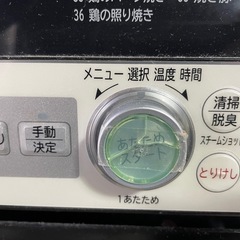 36 鶏の照り焼き
メニュー 選択 温度 時間
清掃
脱臭
手動
決定
あたため
スタート
スチームショッ
とりけし
1あたため